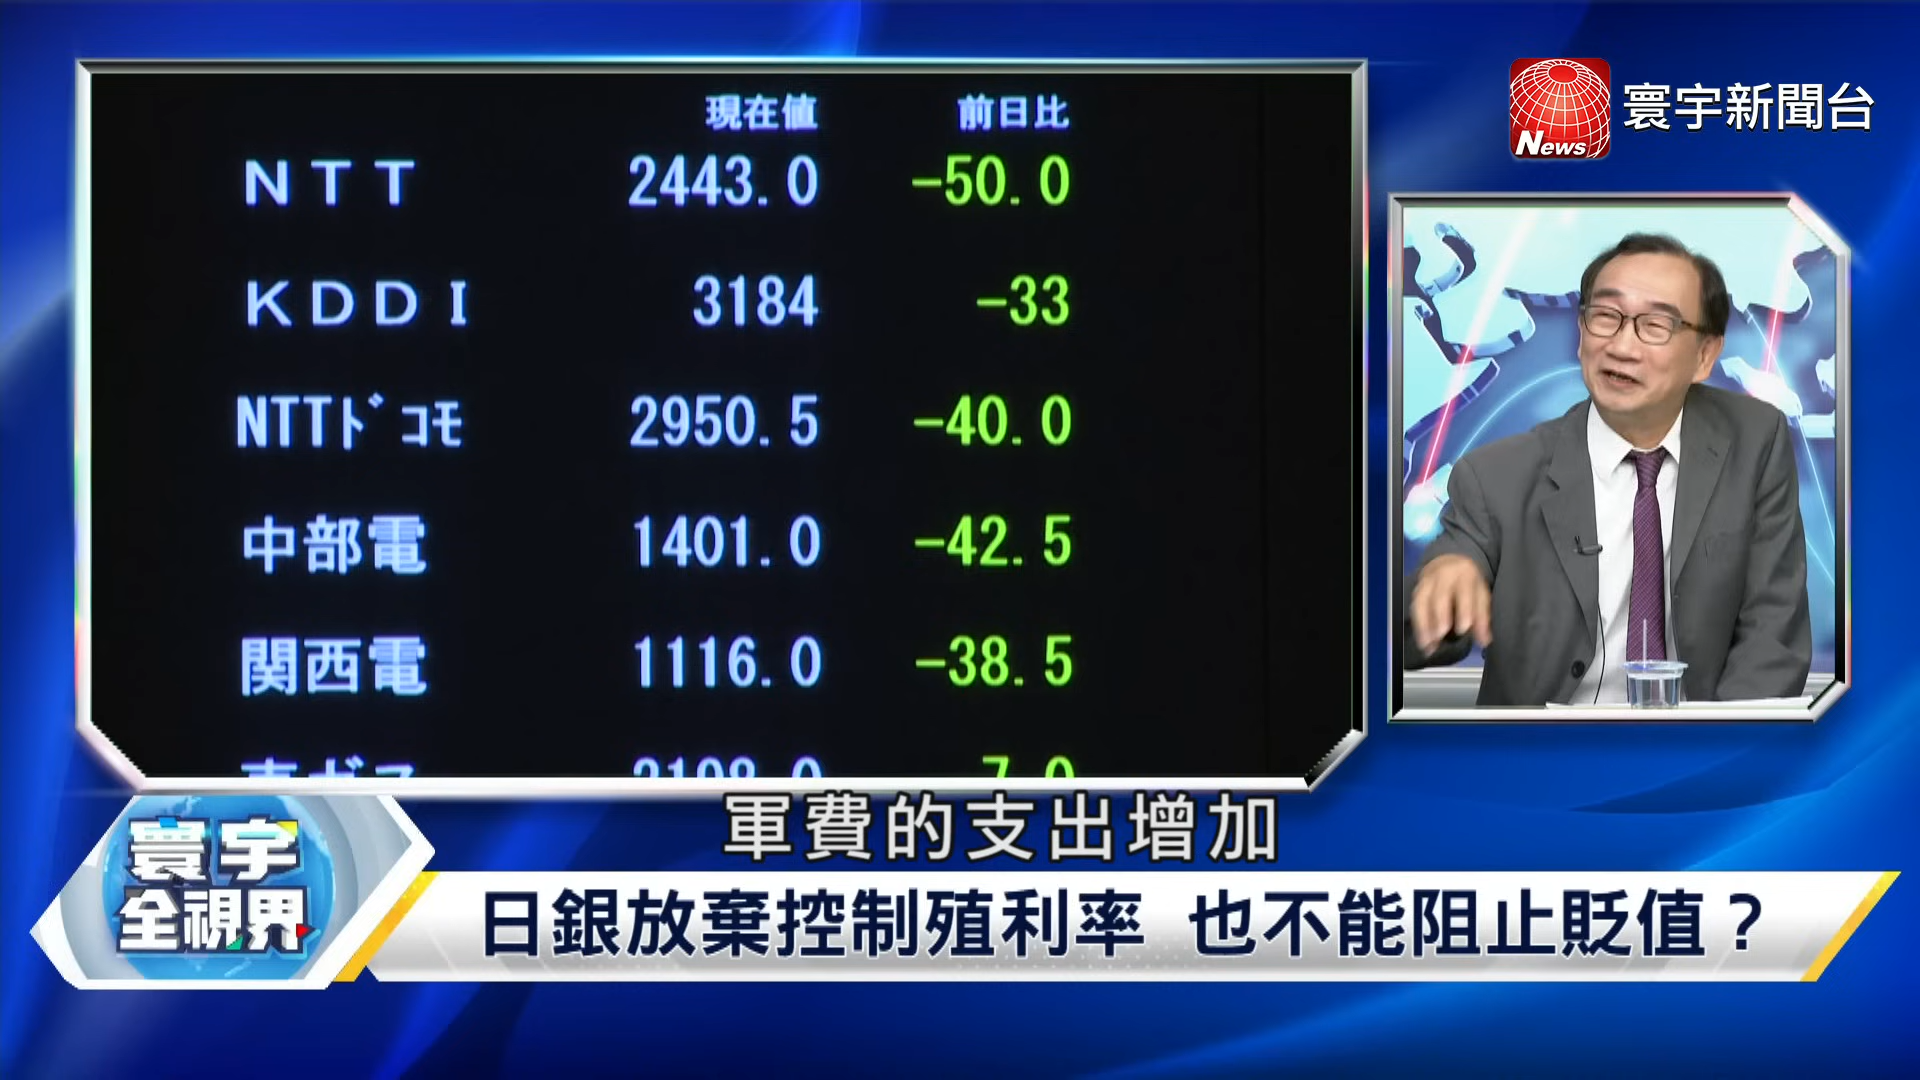 現在値 前日比
NTT 2443.0 -50.0
KDDI 3184 -33
NTTドコモ 2950.5 -40.0
中部電 1401.0 -42.5
関西電 1116.0 -38.5
News 寰宇新聞台
軍費的支出增加
寰宇
全視界
日銀放棄控制殖利率 也不能阻止貶值？